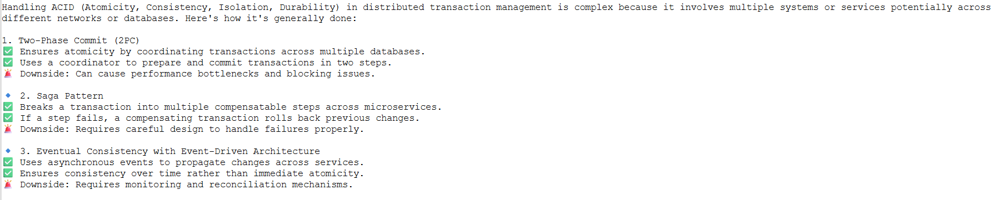 Handling ACID (Atomicity, Consistency, Isolation, Durability) in distributed transaction management is complex because it involves multiple systems or services potentially across
different networks or databases. Here's how it's generally done:
1. Two-Phase Commit (2PC)
✅ Ensures atomicity by coordinating transactions across multiple databases.
✅ Uses a coordinator to prepare and commit transactions in two steps.
🚨 Downside: Can cause performance bottlenecks and blocking issues.
🔹 2. Saga Pattern
✅ Breaks a transaction into multiple compensatable steps across microservices.
✅ If a step fails, a compensating transaction rolls back previous changes.
🚨 Downside: Requires careful design to handle failures properly.
🔹 3. Eventual Consistency with Event-Driven Architecture
✅ Uses asynchronous events to propagate changes across services.
✅ Ensures consistency over time rather than immediate atomicity.
🚨 Downside: Requires monitoring and reconciliation mechanisms.